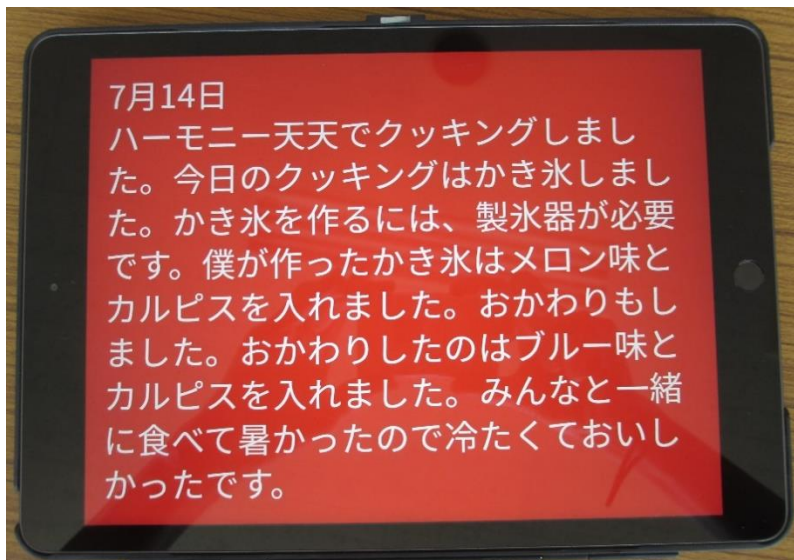 7月14日
ハーモニー天天でクッキングしまし
た。今日のクッキングはかき氷しまし
た。かき氷を作るには、製氷器が必要
です。僕が作ったかき氷はメロン味と
カルピスを入れました。おかわりもし
ました。おかわりしたのはブルー味と
カルピスを入れました。みんなと一緒
に食べて暑かったので冷たくておいし
かったです。